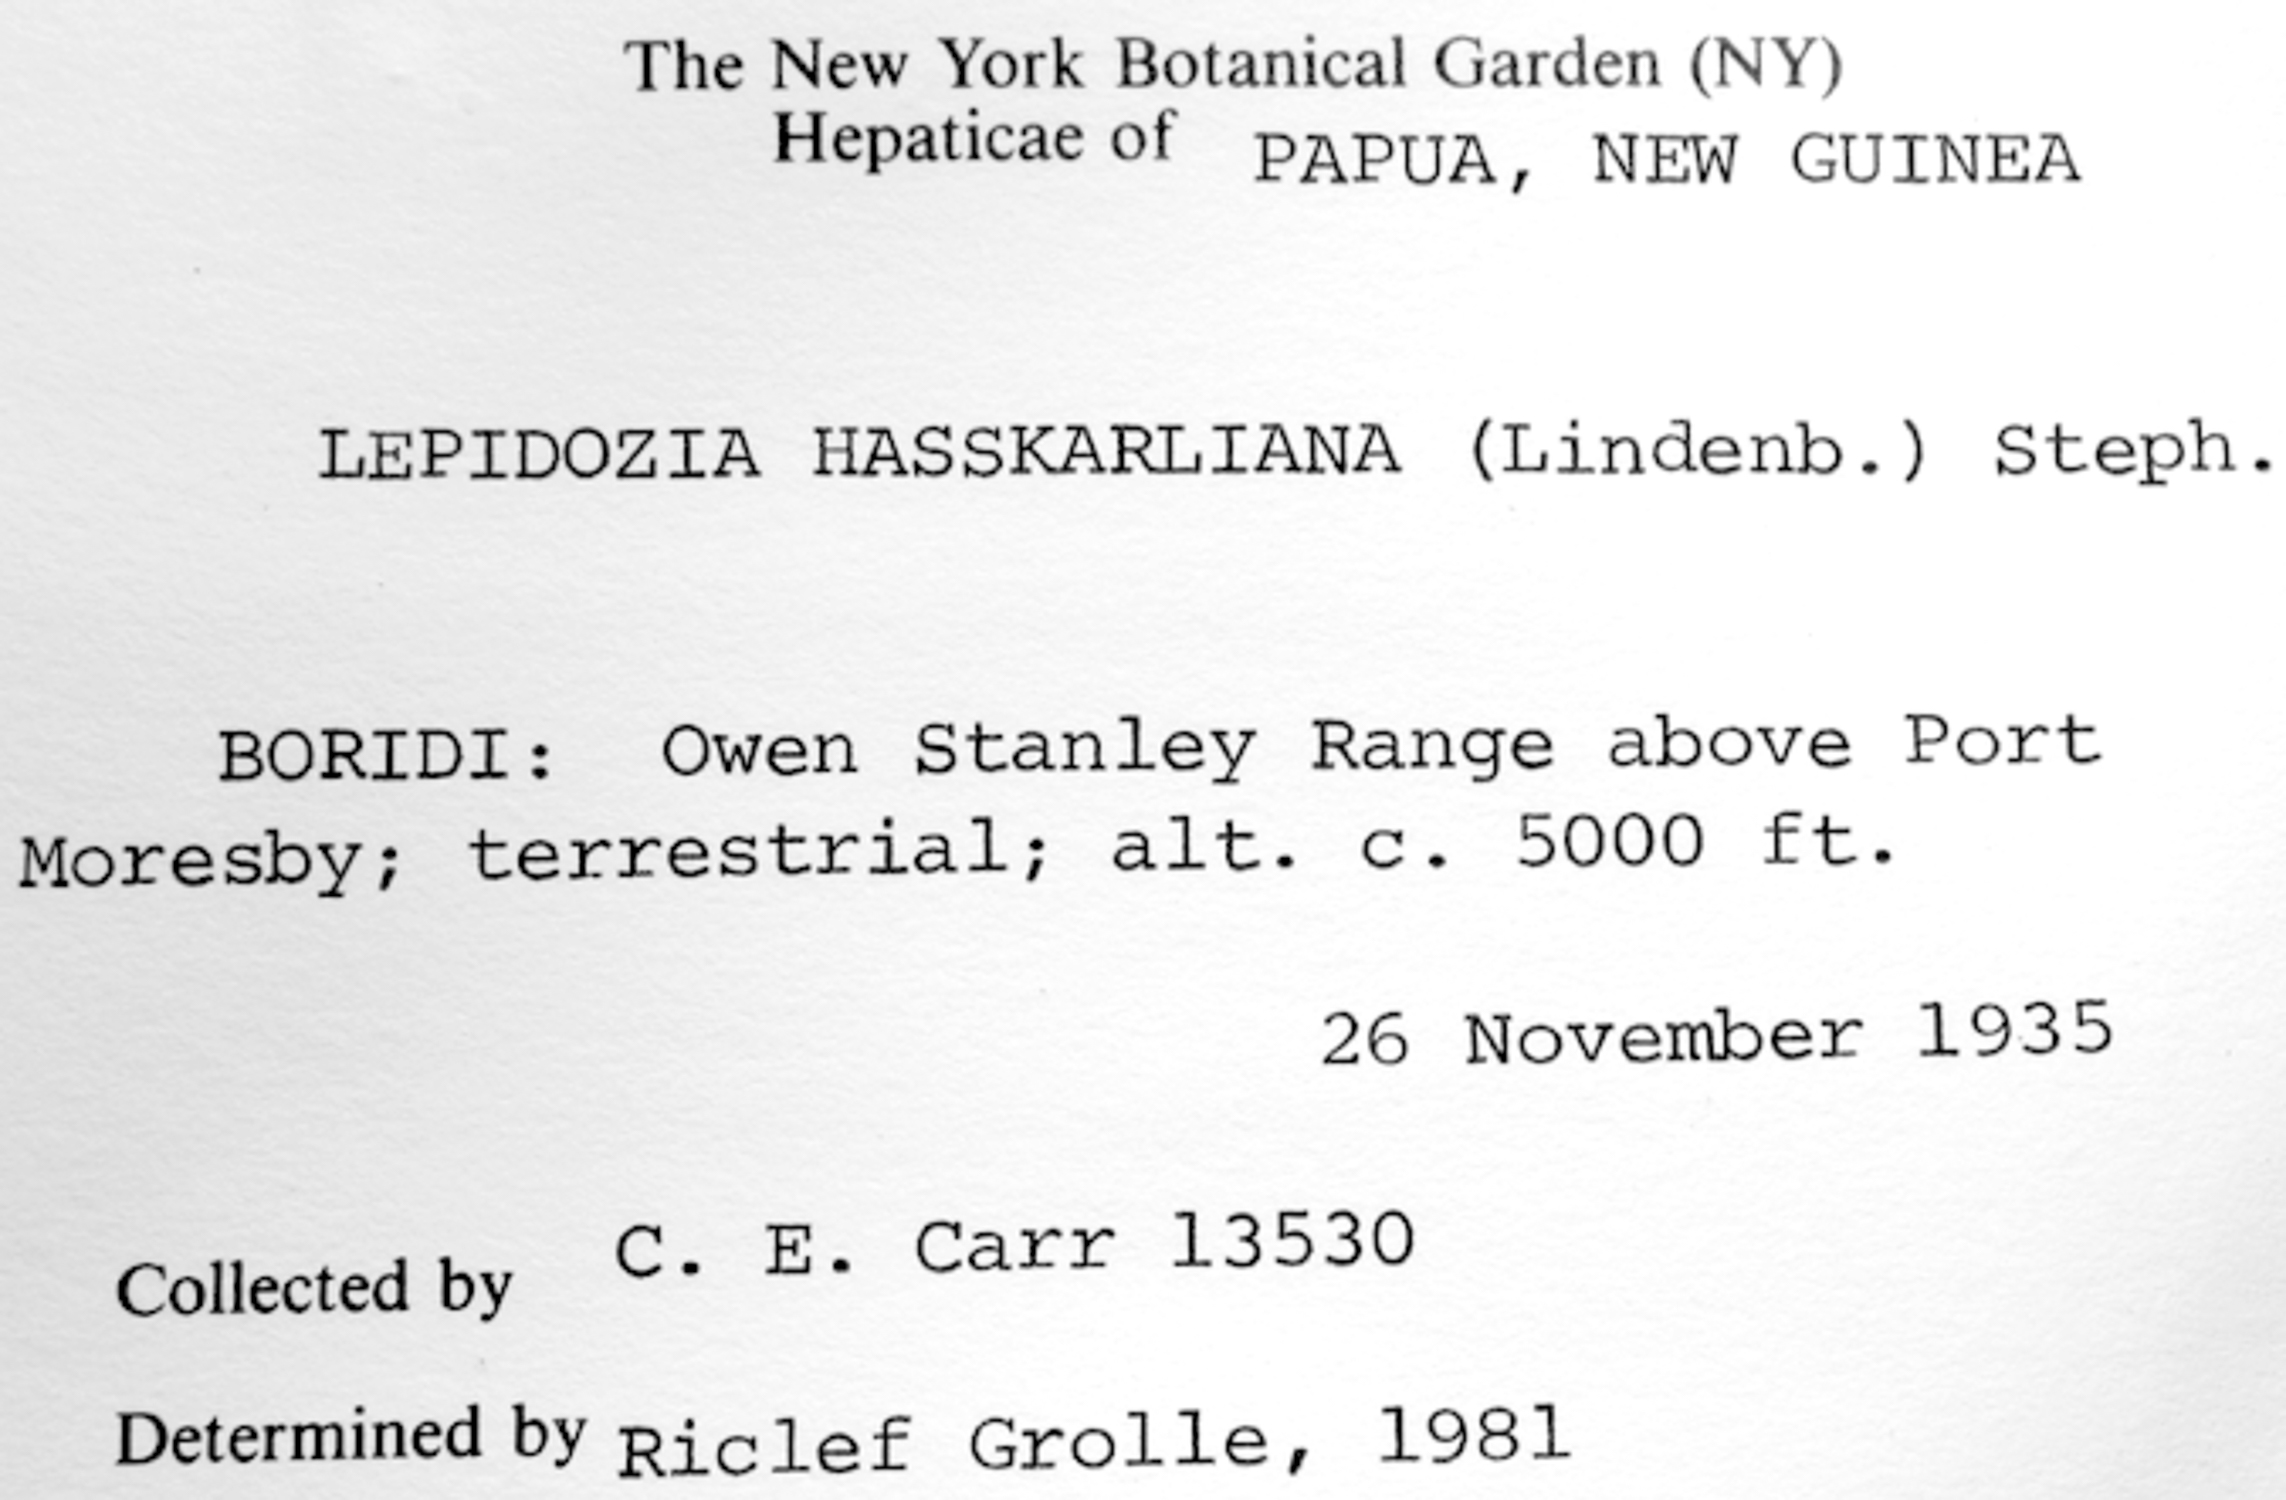 The New York Botanical Garden (NY)
Hepaticae of PAPUA, NEW GUINEA
LEPIDOZIA HASSKARLIANA (Lindenb.) Steph.
BORIDI: Owen Stanley Range above Port
Moresby; terrestrial; alt. c. 5000 ft.
26 November 1935
Collected by C. E. Carr 13530
Determined by Riclef Grolle, 1981